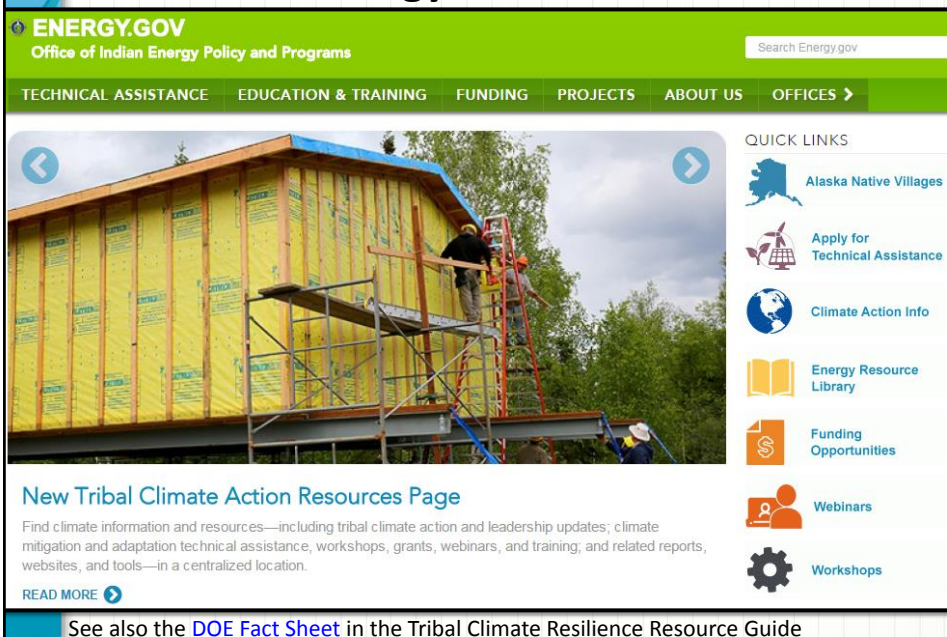 ENERGY.GOV
Office of Indian Energy Policy and Programs
Search Energy.gov
TECHNICAL ASSISTANCE EDUCATION & TRAINING FUNDING PROJECTS ABOUT US OFFICES
QUICK LINKS
Alaska Native Villages
Apply for
Technical Assistance
Climate Action Info
Energy Resource
Library
Funding
Opportunities
Webinars
Workshops
New Tribal Climate Action Resources Page
Find climate information and resources—including tribal climate action and leadership updates; climate
mitigation and adaptation technical assistance, workshops, grants, webinars, and training; and related reports,
websites, and tools—in a centralized location.
READ MORE
See also the DOE Fact Sheet in the Tribal Climate Resilience Resource Guide